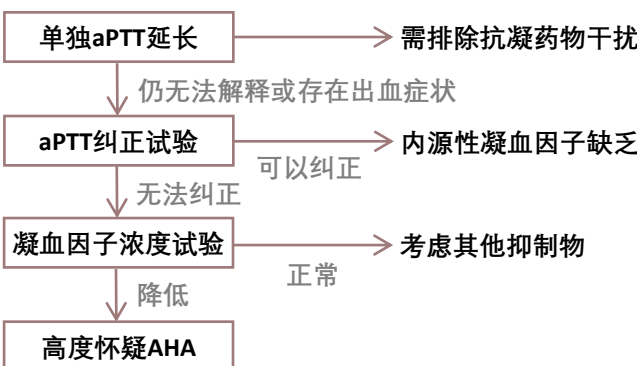 单独aPTT延长
需排除抗凝药物干扰
仍无法解释或存在出血症状
aPTT纠正试验
内源性凝血因子缺乏
可以纠正
无法纠正
凝血因子浓度试验
考虑其他抑制物
正常
降低
高度怀疑AHA